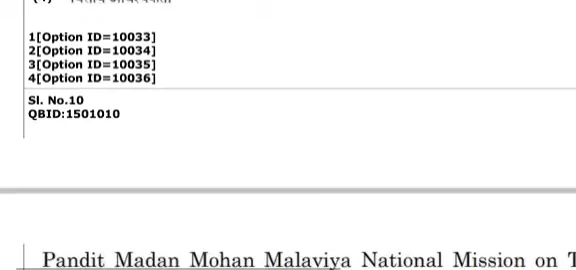 1[Option ID=10033]
2[Option ID=10034]
3[Option ID=10035]
4[Option ID=10036]
Sl. No.10
QBID:1501010
Pandit Madan Mohan Malaviya National Mission on